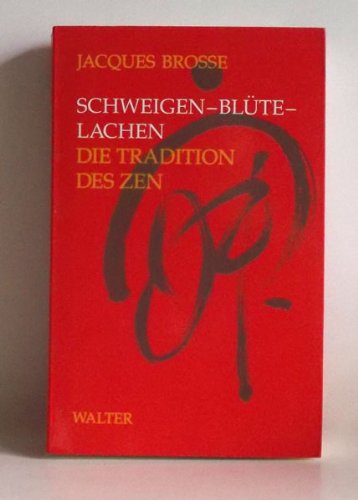 JACQUES BROSSE
SCHWEIGEN–BLÜTE–
LACHEN
DIE TRADITION
DES ZEN
WALTER